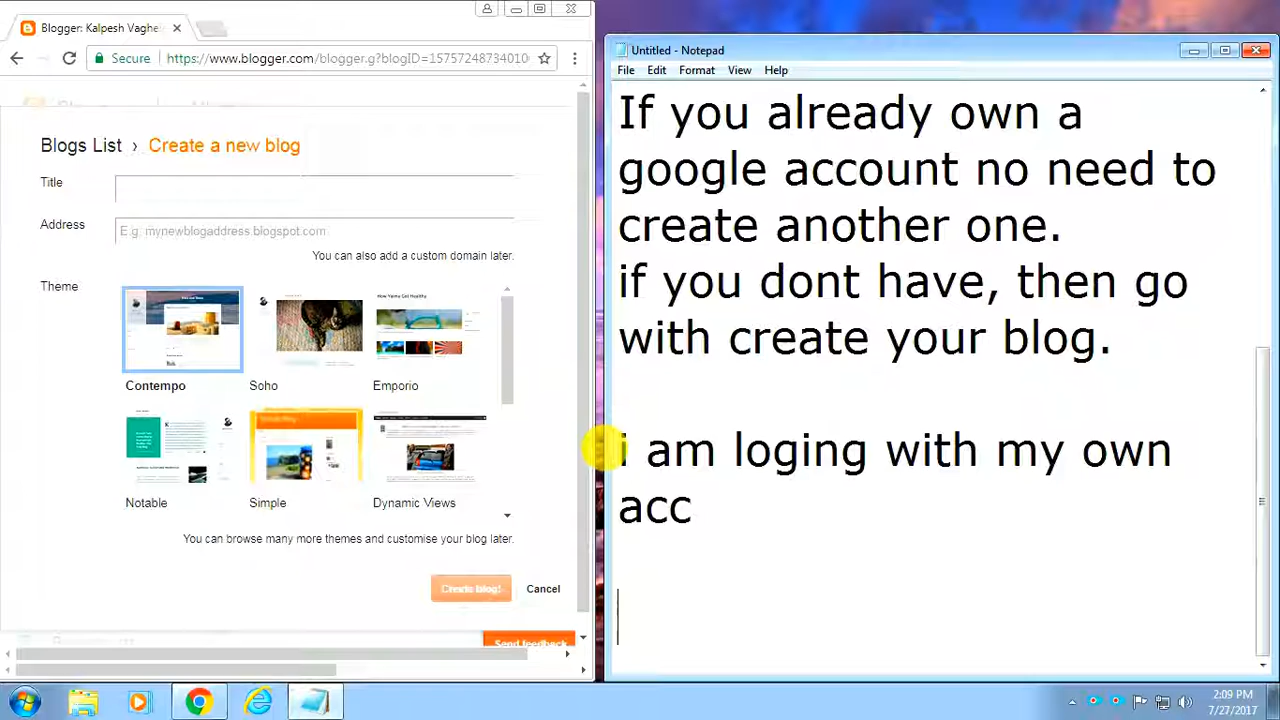 Blogger: Kalpesh Vaghe
Secure
https://www.blogger.com/blogger.g?blogID=15757248734010
Blogs List › Create a new blog
Title
Address
E.g: mynewblogaddress.blogspot.com
You can also add a custom domain later.
Theme
Contempo
Soho
Emporio
Notable
Simple
Dynamic Views
You can browse many more themes and customise your blog later.
Create blog!
Cancel
Send feedback
Untitled - Notepad
File Edit Format View Help
If you already own a
google account no need to
create another one.
if you dont have, then go
with create your blog.
i am loging with my own
acc
2:09 PM
7/27/2017